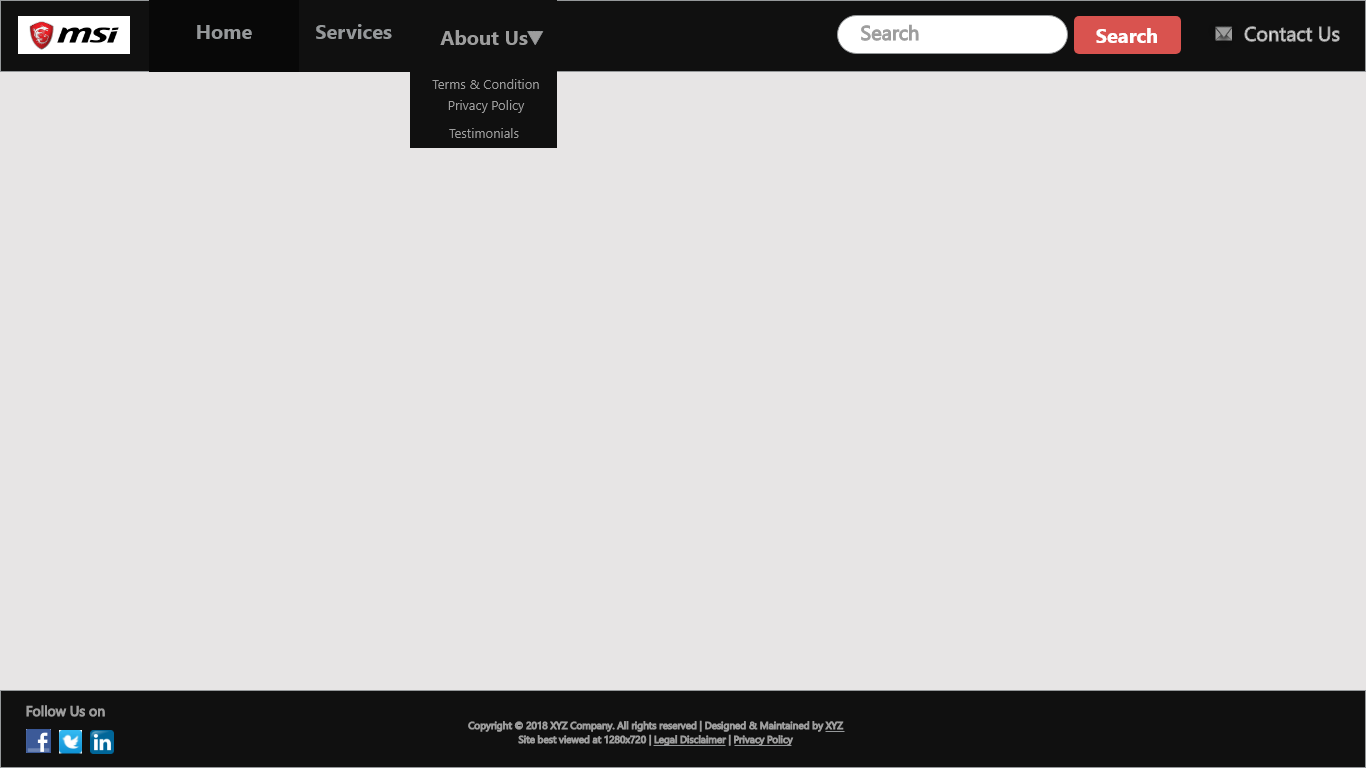 msi
Home
Services
About Us▼
Search
Search
Contact Us
Terms & Condition
Privacy Policy
Testimonials
Follow Us on
Copyright © 2018 XYZ Company. All rights reserved | Designed & Maintained by XYZ
Site best viewed at 1280x720 | Legal Disclaimer | Privacy Policy
f
in